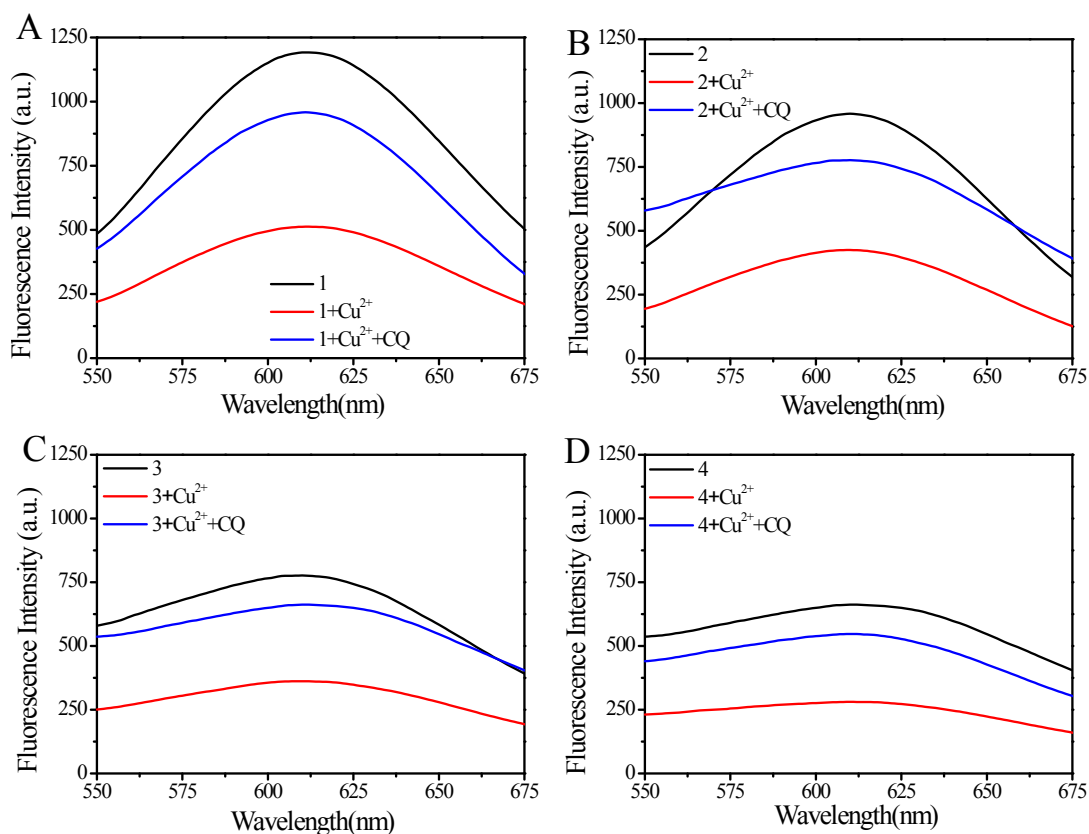 A
1250
1000
750
500
250
0
Fluorescence Intensity (a.u.)
1
1+Cu²⁺
1+Cu²⁺+CQ
550 575 600 625 650 675
Wavelength(nm)
B
1250
1000
750
500
250
0
Fluorescence Intensity (a.u.)
2
2+Cu²⁺
2+Cu²⁺+CQ
550 575 600 625 650 675
Wavelength(nm)
C
1250
1000
750
500
250
0
Fluorescence Intensity (a.u.)
3
3+Cu²⁺
3+Cu²⁺+CQ
550 575 600 625 650 675
Wavelength(nm)
D
1250
1000
750
500
250
0
Fluorescence Intensity (a.u.)
4
4+Cu²⁺
4+Cu²⁺+CQ
550 575 600 625 650 675
Wavelength(nm)